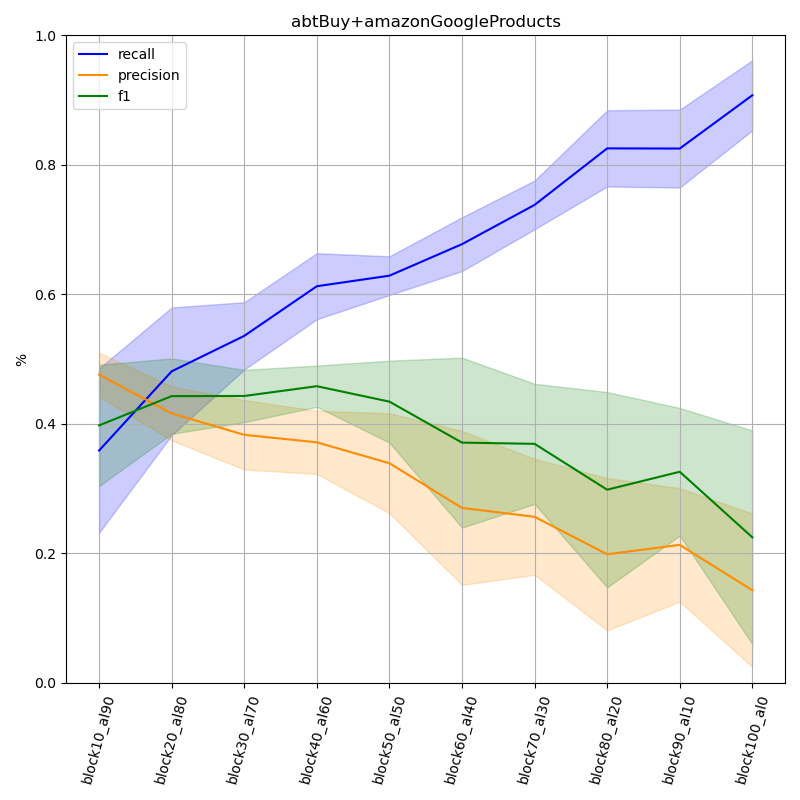 abtBuy+amazonGoogleProducts
1.0
0.8
0.6
0.4
0.2
0.0
%
recall
precision
f1
block10_al90
block20_al80
block30_al70
block40_al60
block50_al50
block60_al40
block70_al30
block80_al20
block90_al10
block100_al0